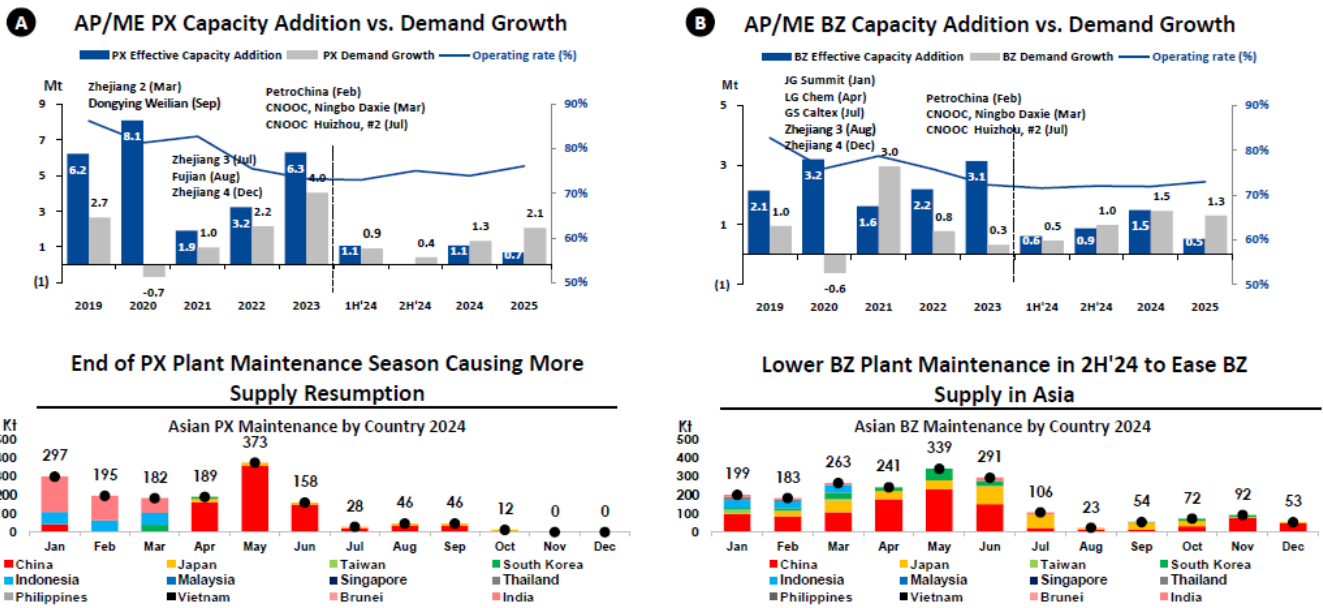 A
AP/ME PX Capacity Addition vs. Demand Growth
PX Effective Capacity Addition PX Demand Growth Operating rate (%)
Mt
Zhejiang 2 (Mar)
Dongying Weilian (Sep)
PetroChina (Feb)
CNOOC, Ningbo Daxie (Mar)
CNOOC Huizhou, #2 (Jul)
Zhejiang 3 (Jul)
Fujian (Aug)
Zhejiang 4 (Dec)
9
7
5
3
1
(1)
90%
80%
70%
60%
50%
6.2
2.7
8.1
-0.7
1.9
1.0
3.2
2.2
6.3
4.0
1.1
0.9
0.4
1.1
1.3
0.7
2.1
2019 2020 2021 2022 2023 1H'24 2H'24 2024 2025
B
AP/ME BZ Capacity Addition vs. Demand Growth
BZ Effective Capacity Addition BZ Demand Growth Operating rate (%)
Mt
JG Summit (Jan)
LG Chem (Apr)
GS Caltex (Jul)
Zhejiang 3 (Aug)
Zhejiang 4 (Dec)
PetroChina (Feb)
CNOOC, Ningbo Daxie (Mar)
CNOOC Huizhou, #2 (Jul)
5
3
1
(1)
90%
80%
70%
60%
50%
2.1
1.0
3.2
-0.6
1.6
3.0
2.2
0.8
3.1
0.3
0.6
0.5
0.9
1.0
1.5
1.5
0.5
1.3
2019 2020 2021 2022 2023 1H'24 2H'24 2024 2025
End of PX Plant Maintenance Season Causing More
Supply Resumption
Asian PX Maintenance by Country 2024
Kt
500
400
300
200
100
0
297 195 182 189 373 158 28 46 46 12 0 0
Jan Feb Mar Apr May Jun Jul Aug Sep Oct Nov Dec
China Japan Taiwan South Korea
Indonesia Malaysia Singapore Thailand
Philippines Vietnam Brunei India
Lower BZ Plant Maintenance in 2H'24 to Ease BZ
Supply in Asia
Asian BZ Maintenance by Country 2024
Kt
500
400
300
200
100
0
199 183 263 241 339 291 106 23 54 72 92 53
Jan Feb Mar Apr May Jun Jul Aug Sep Oct Nov Dec
China Japan Taiwan South Korea
Indonesia Malaysia Singapore Thailand
Philippines Vietnam Brunei India